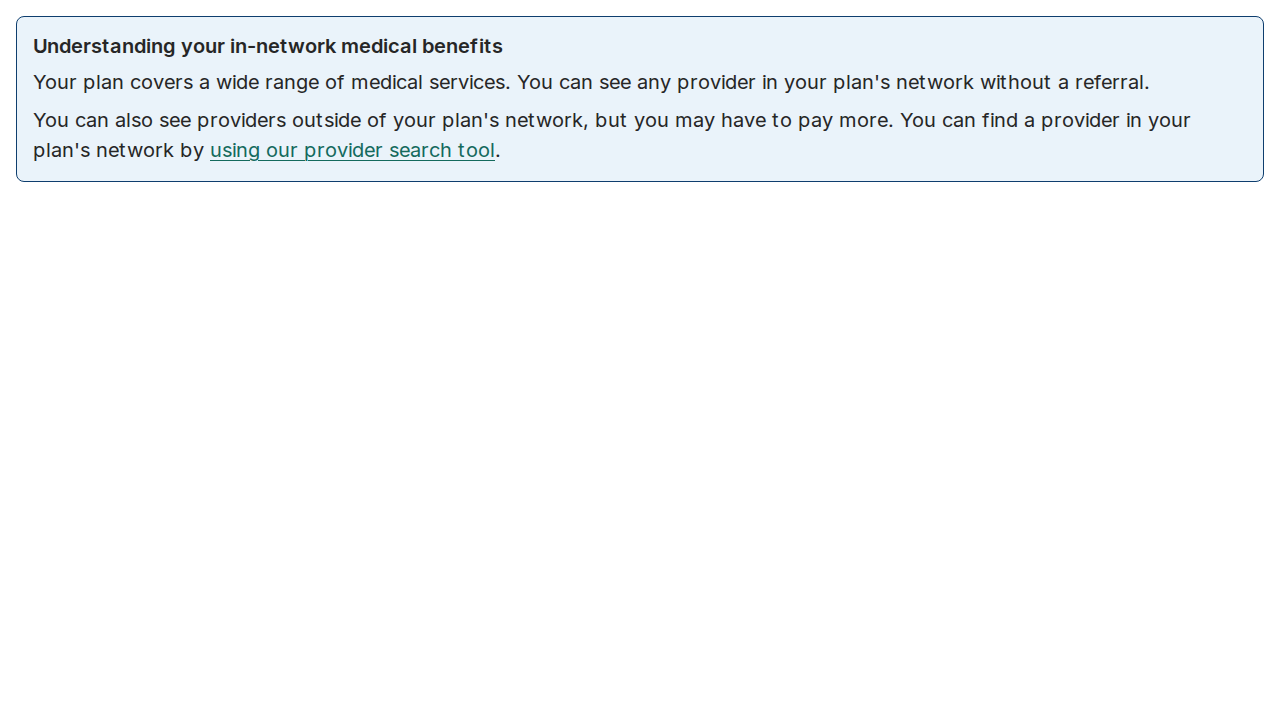 Understanding your in-network medical benefits
Your plan covers a wide range of medical services. You can see any provider in your plan's network without a referral.
You can also see providers outside of your plan's network, but you may have to pay more. You can find a provider in your
plan's network by using our provider search tool.